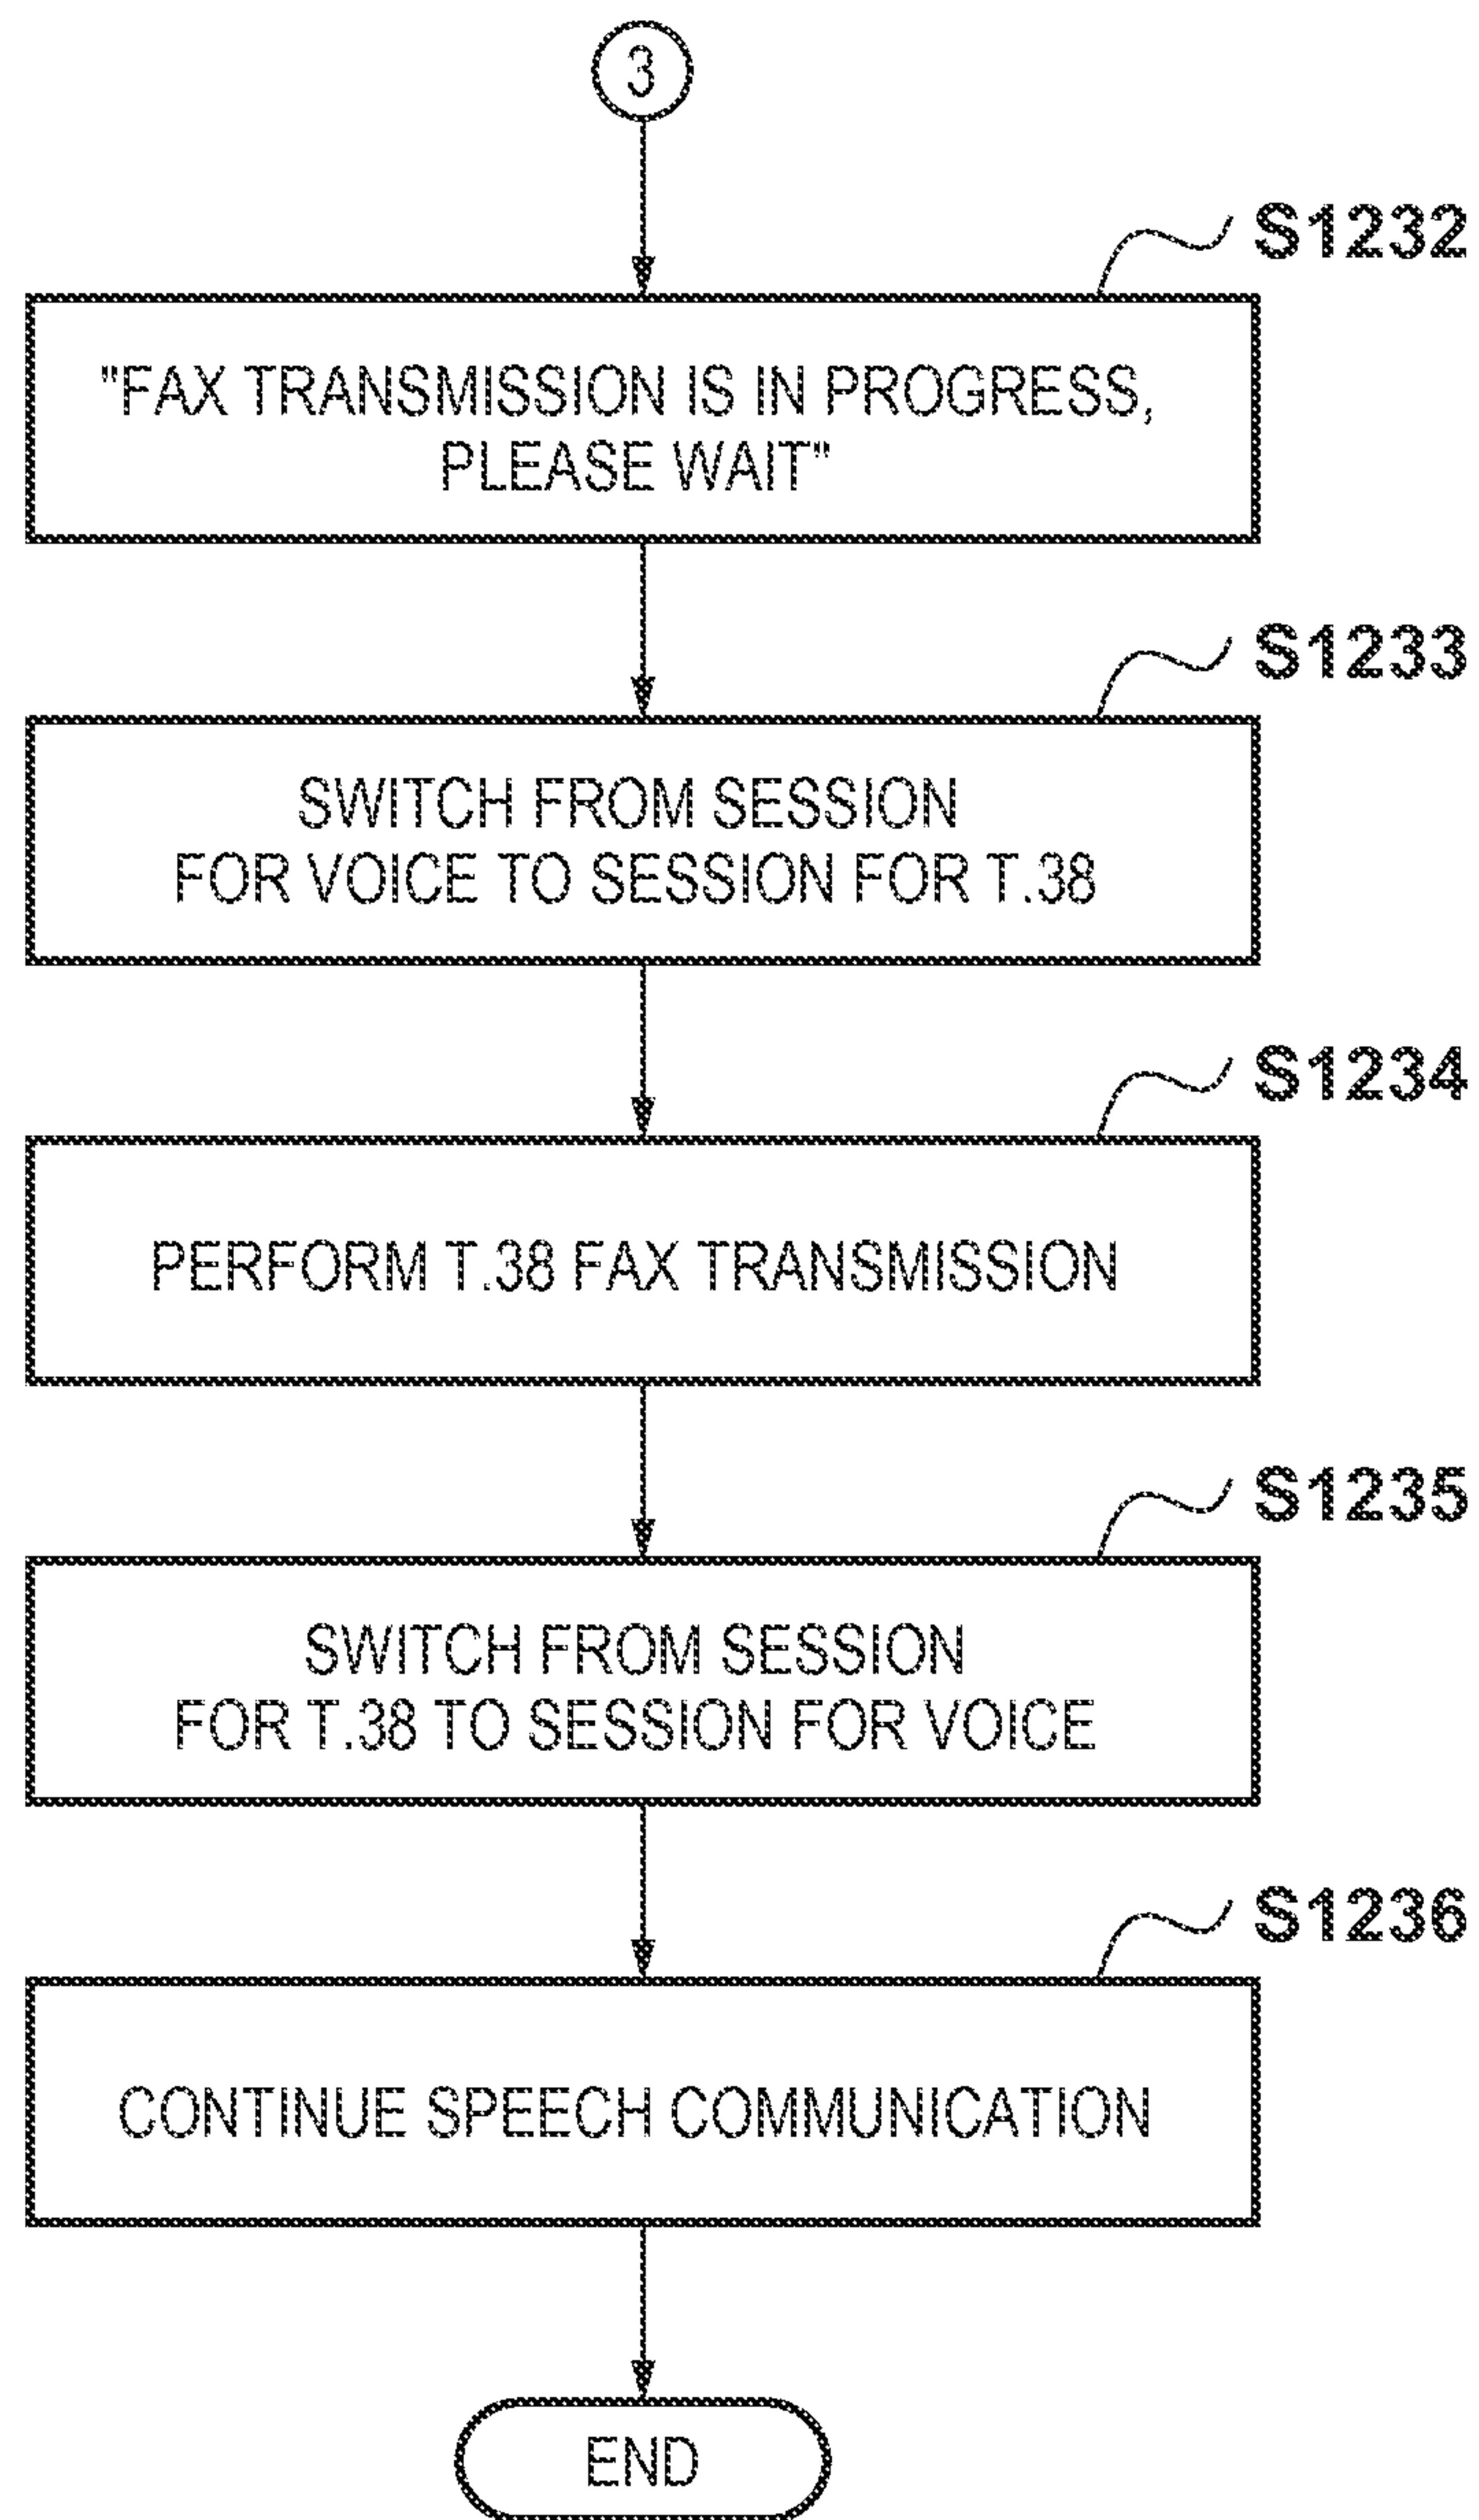 3
S1232
"FAX TRANSMISSION IS IN PROGRESS,
PLEASE WAIT"
S1233
SWITCH FROM SESSION
FOR VOICE TO SESSION FOR T.38
S1234
PERFORM T.38 FAX TRANSMISSION
S1235
SWITCH FROM SESSION
FOR T.38 TO SESSION FOR VOICE
S1236
CONTINUE SPEECH COMMUNICATION
END